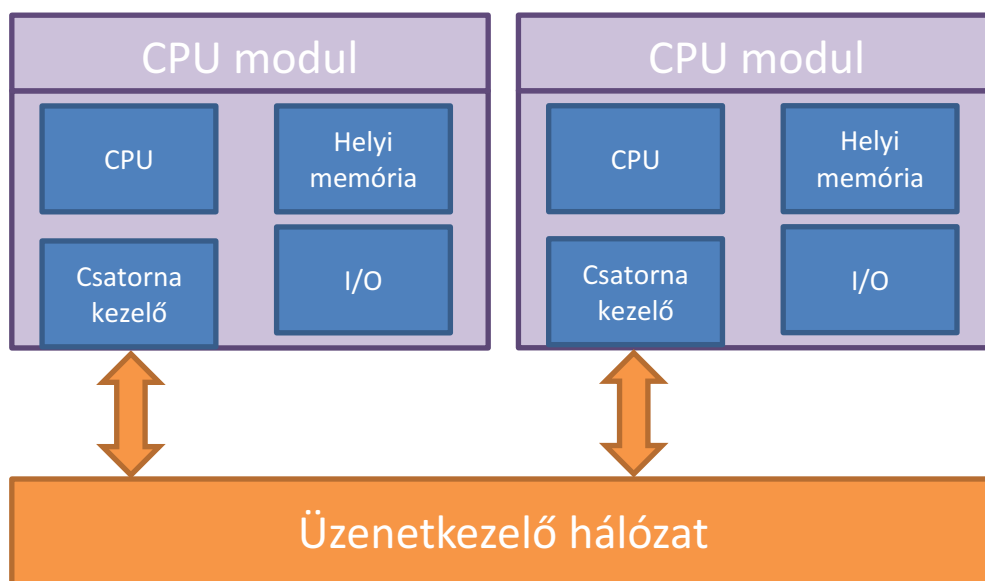 CPU modul
CPU
Helyi
memória
Csatorna
kezelő
I/O
CPU modul
CPU
Helyi
memória
Csatorna
kezelő
I/O
Üzenetkezelő hálózat